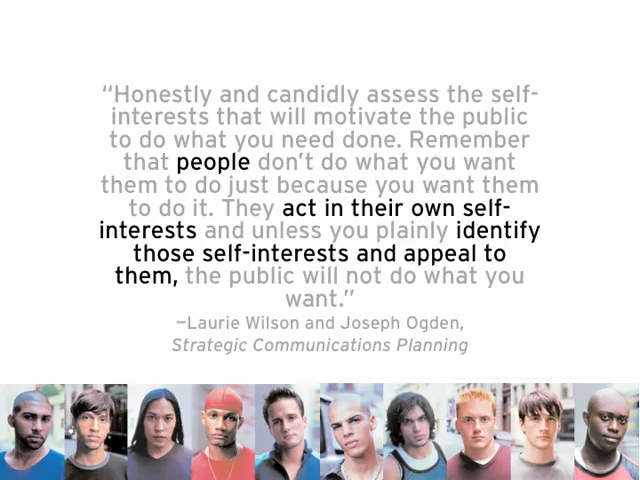 “Honestly and candidly assess the self-
interests that will motivate the public
to do what you need done. Remember
that people don’t do what you want
them to do just because you want them
to do it. They act in their own self-
interests and unless you plainly identify
those self-interests and appeal to
them, the public will not do what you
want.”
—Laurie Wilson and Joseph Ogden,
Strategic Communications Planning